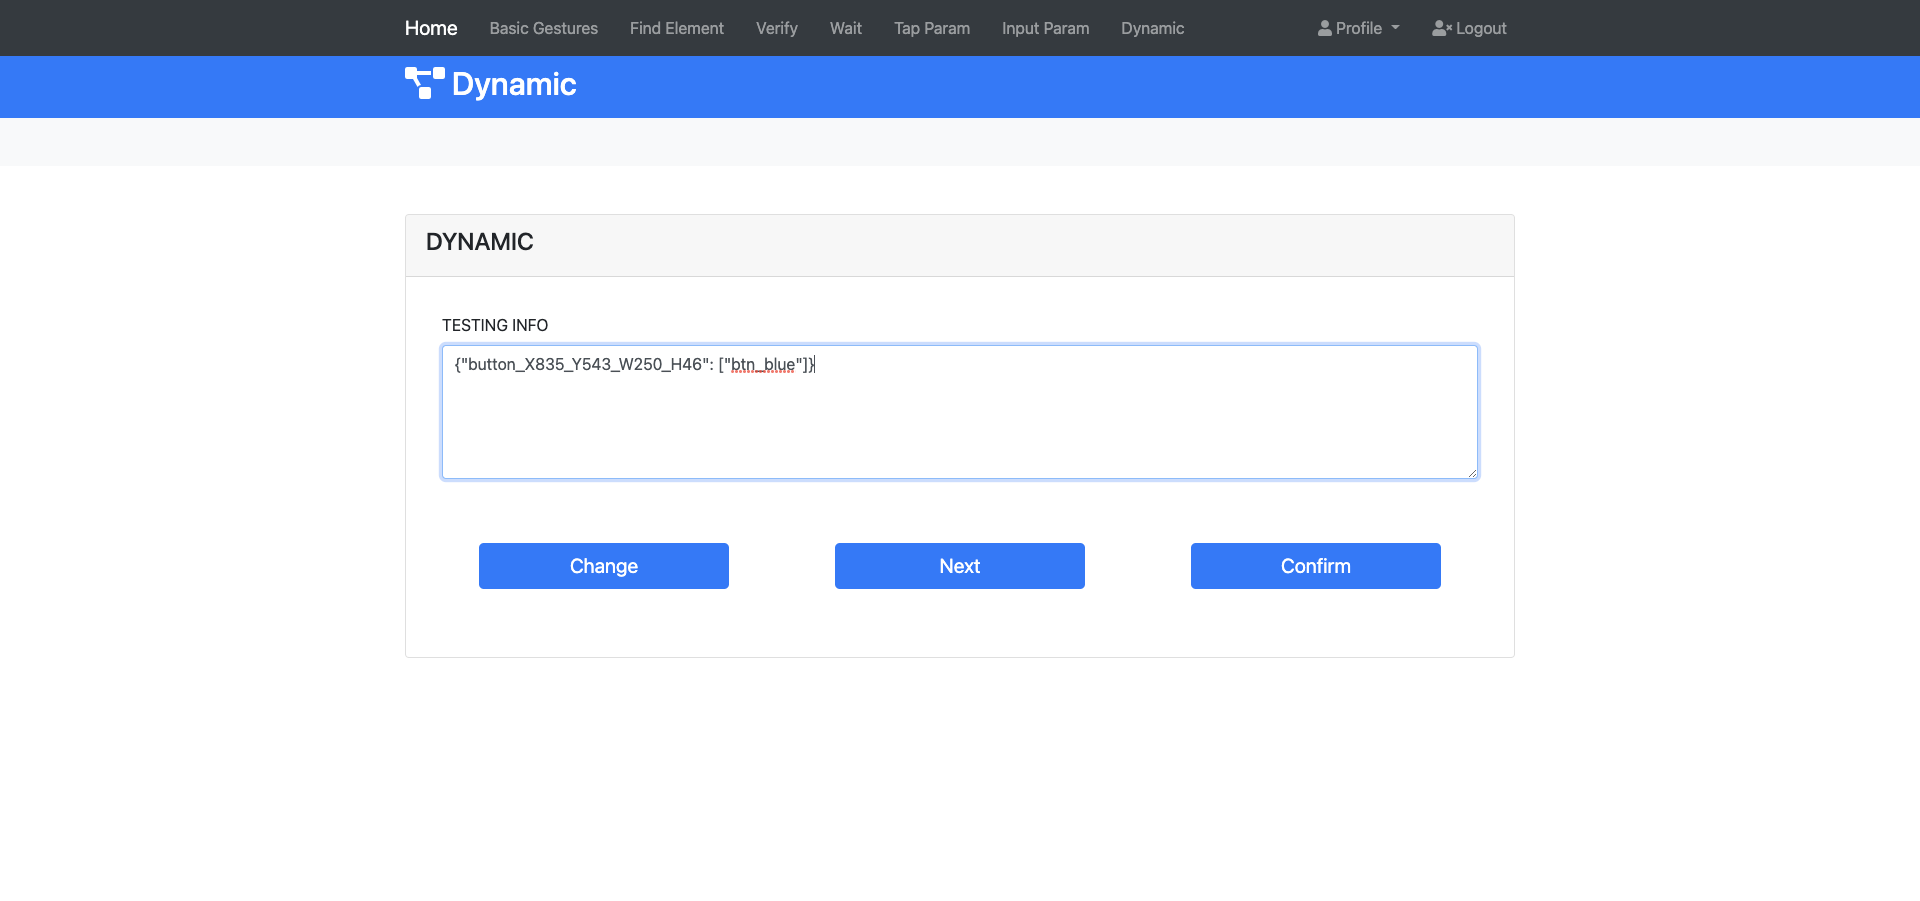 Home Basic Gestures Find Element Verify Wait Tap Param Input Param Dynamic Profile Logout
Dynamic
DYNAMIC
TESTING INFO
{"button_X835_Y543_W250_H46": ["btn_blue"]}
Change Next Confirm